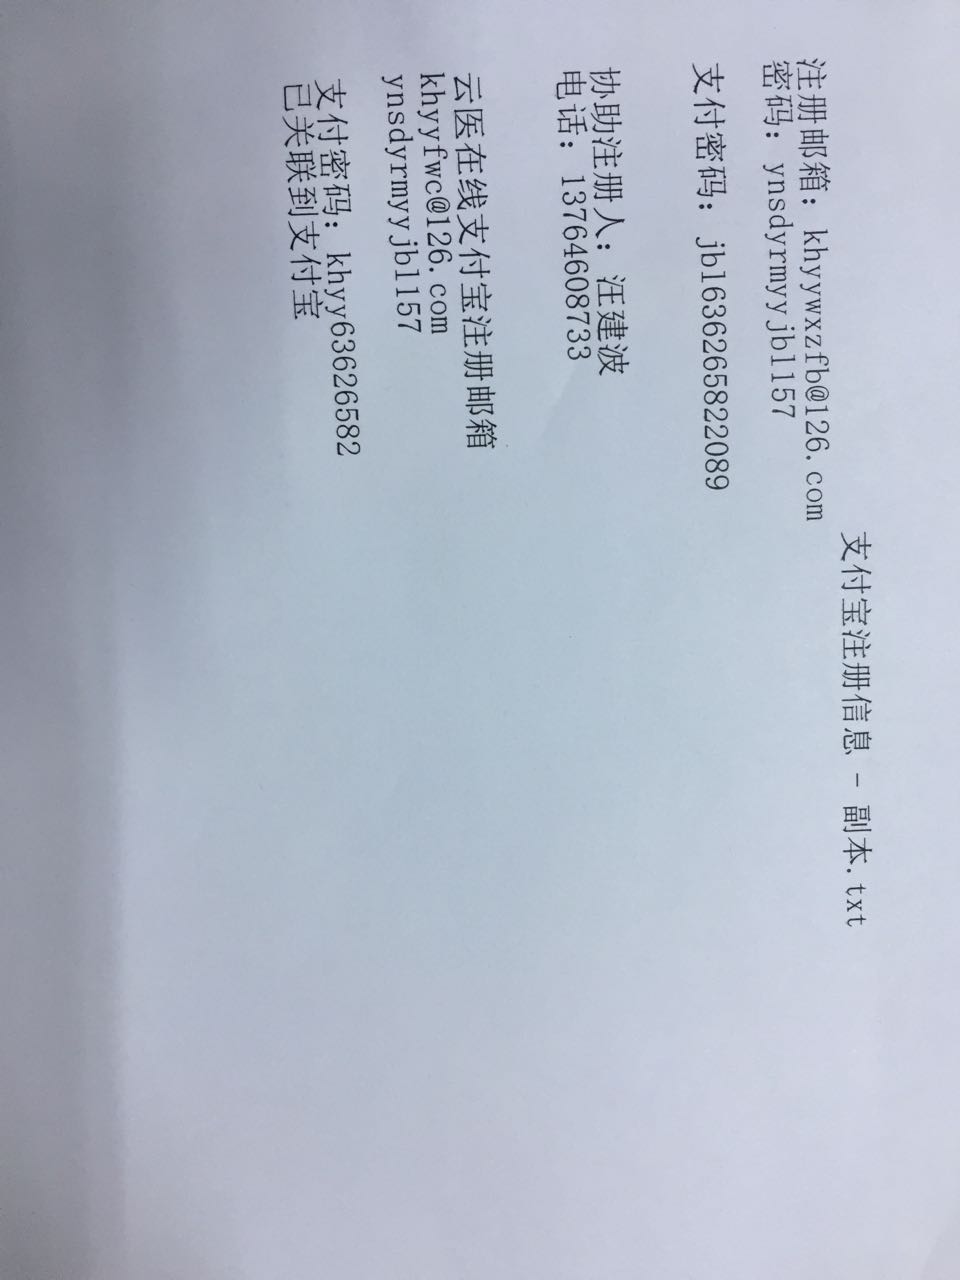 支付宝注册信息 - 副本.txt
注册邮箱：khyywxzfb@126.com
密码：ynsdyrmyyjb1157
支付密码：jb1636265822089
协助注册人：汪建波
电话：13764608733
云医在线支付宝注册邮箱
khyyfwc@126.com
ynsdyrmyyjb1157
支付密码：khyy63626582
已关联到支付宝